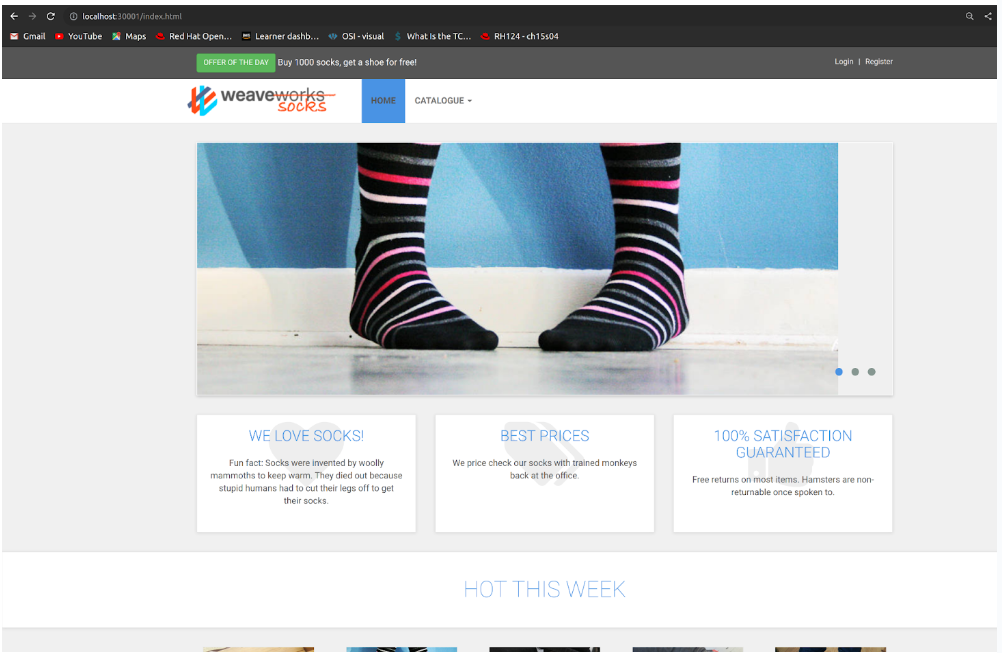 localhost:30001/index.html
Gmail YouTube Maps Red Hat Open... Learner dashb... OSI - visual What Is the TC... RH124 - ch15s04
OFFER OF THE DAY Buy 1000 socks, get a shoe for free! Login | Register
weaveworks
socks
HOME CATALOGUE
WE LOVE SOCKS!
Fun fact: Socks were invented by woolly
mammoths to keep warm. They died out because
stupid humans had to cut their legs off to get
their socks.
BEST PRICES
We price check our socks with trained monkeys
back at the office.
100% SATISFACTION
GUARANTEED
Free returns on most items. Hamsters are non-
returnable once spoken to.
HOT THIS WEEK